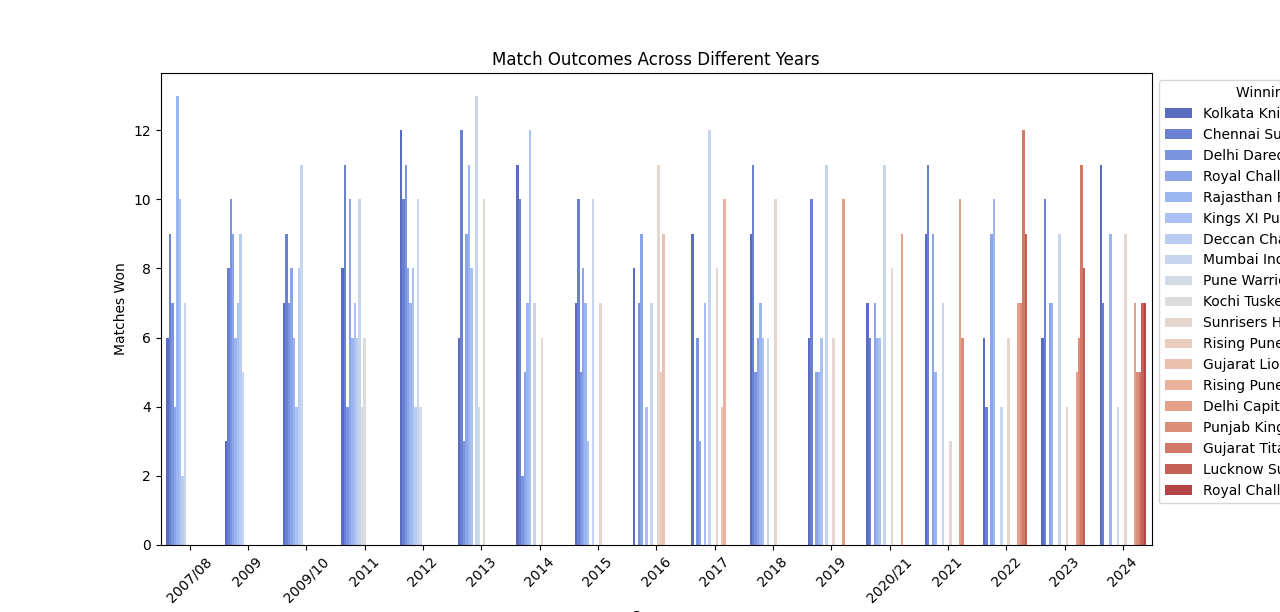 Match Outcomes Across Different Years
Matches Won
12
10
8
6
4
2
0
2007/08
2009
2009/10
2011
2012
2013
2014
2015
2016
2017
2018
2019
2020/21
2021
2022
2023
2024
Winnin
Kolkata Kni
Chennai Su
Delhi Dared
Royal Chall
Rajasthan
Kings XI Pu
Deccan Cha
Mumbai Ind
Pune Warri
Kochi Tuske
Sunrisers H
Rising Pune
Gujarat Lio
Rising Pune
Delhi Capit
Punjab King
Gujarat Tita
Lucknow Su
Royal Chall